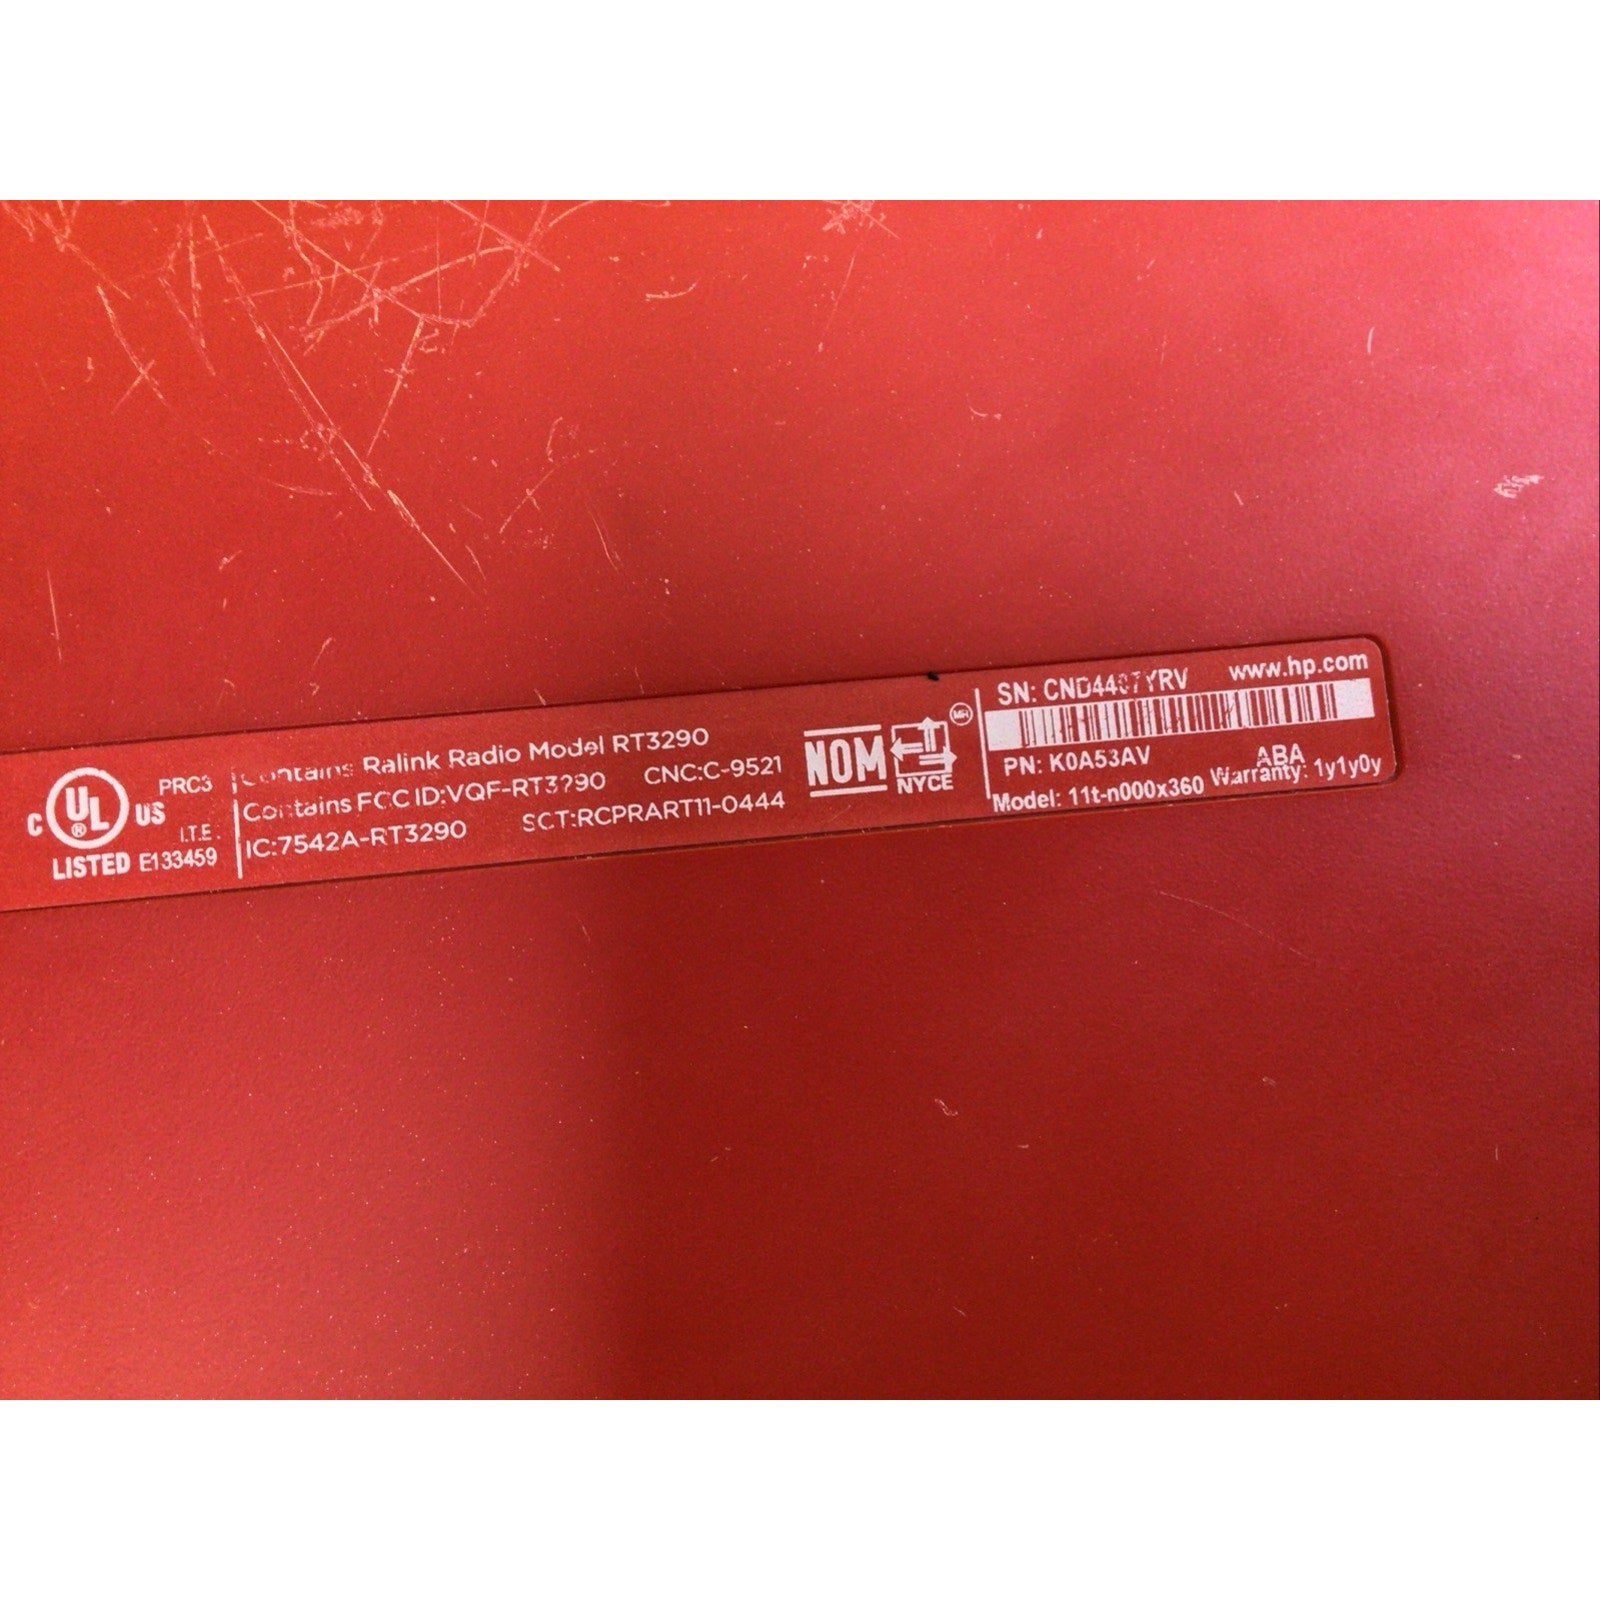 C UL US
®
LISTED
PRC3
I.T.E.
E133459
Contains Ralink Radio Model RT3290
Contains FCC ID:VQF-RT3290 CNC:C-9521
IC:7542A-RT3290 SCT:RCPRART11-0444
NOM
NYCE
MH
SN: www.hp.com
PN: K0A53AV ABA
Model: 11t-n000x360 Warranty: 1y1y0y